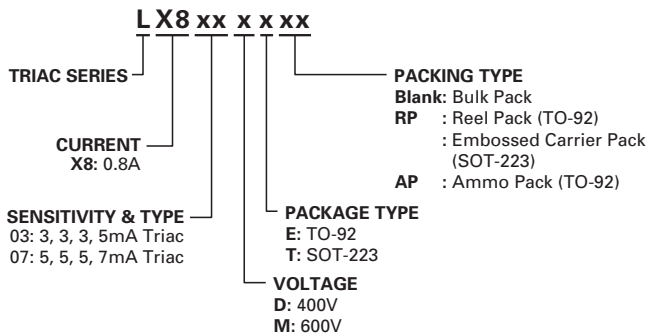 L X8 xx x x xx
TRIAC SERIES
CURRENT
X8: 0.8A
SENSITIVITY & TYPE
03: 3, 3, 3, 5mA Triac
07: 5, 5, 5, 7mA Triac
VOLTAGE
D: 400V
M: 600V
PACKAGE TYPE
E: TO-92
T: SOT-223
PACKING TYPE
Blank: Bulk Pack
RP : Reel Pack (TO-92)
: Embossed Carrier Pack
(SOT-223)
AP : Ammo Pack (TO-92)